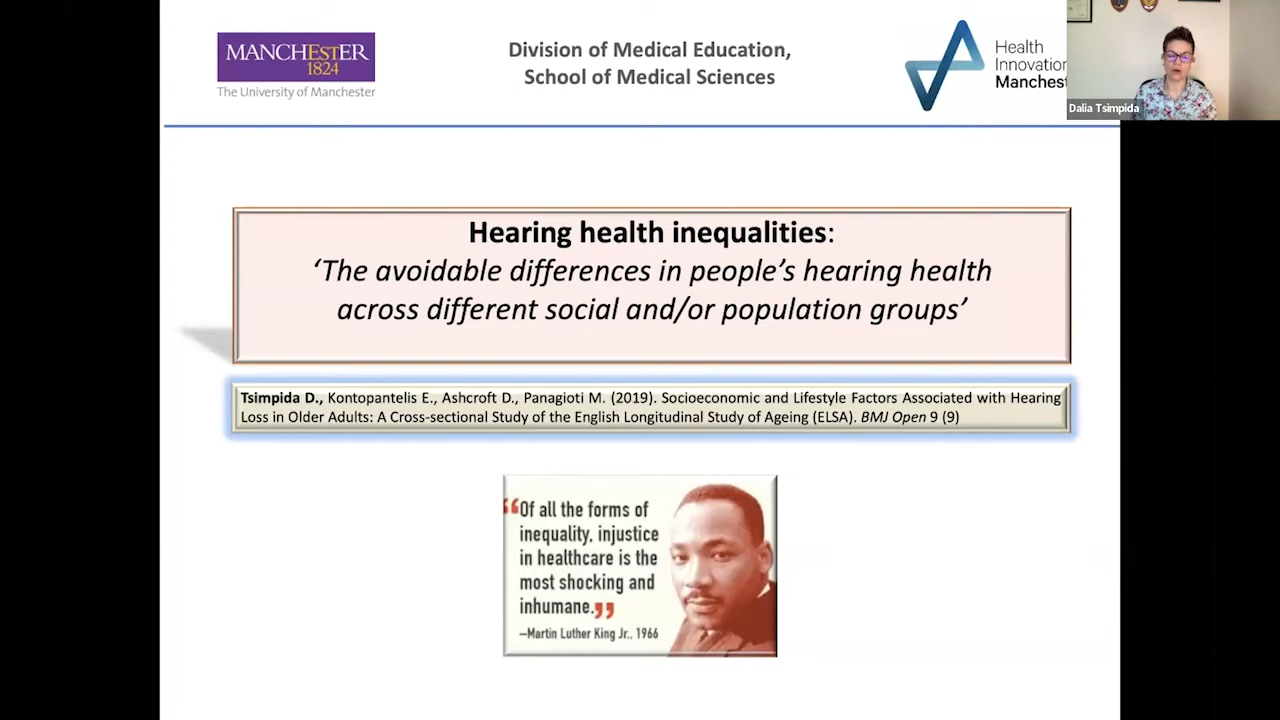 MANCHESTER
1824
The University of Manchester
Division of Medical Education,
School of Medical Sciences
Health
Innovation
Manchest
Dalia Tsimpida
Hearing health inequalities:
‘The avoidable differences in people’s hearing health
across different social and/or population groups’
Tsimpida D., Kontopantelis E., Ashcroft D., Panagioti M. (2019). Socioeconomic and Lifestyle Factors Associated with Hearing
Loss in Older Adults: A Cross-sectional Study of the English Longitudinal Study of Ageing (ELSA). BMJ Open 9 (9)
“Of all the forms of
inequality, injustice
in healthcare is the
most shocking and
inhumane.”
—Martin Luther King Jr., 1966